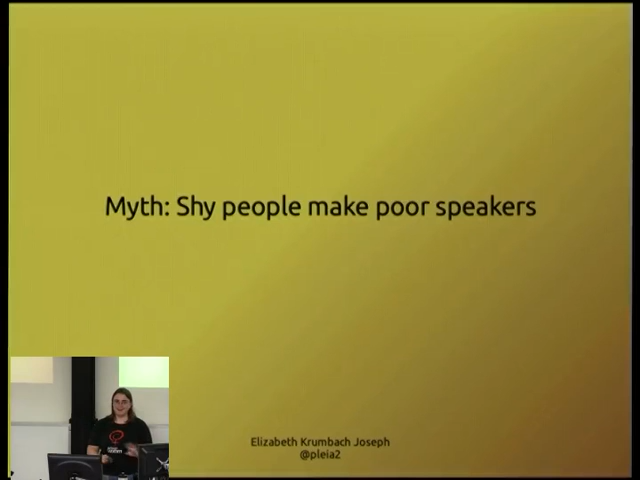 Myth: Shy people make poor speakers
Elizabeth Krumbach Joseph
@pleia2